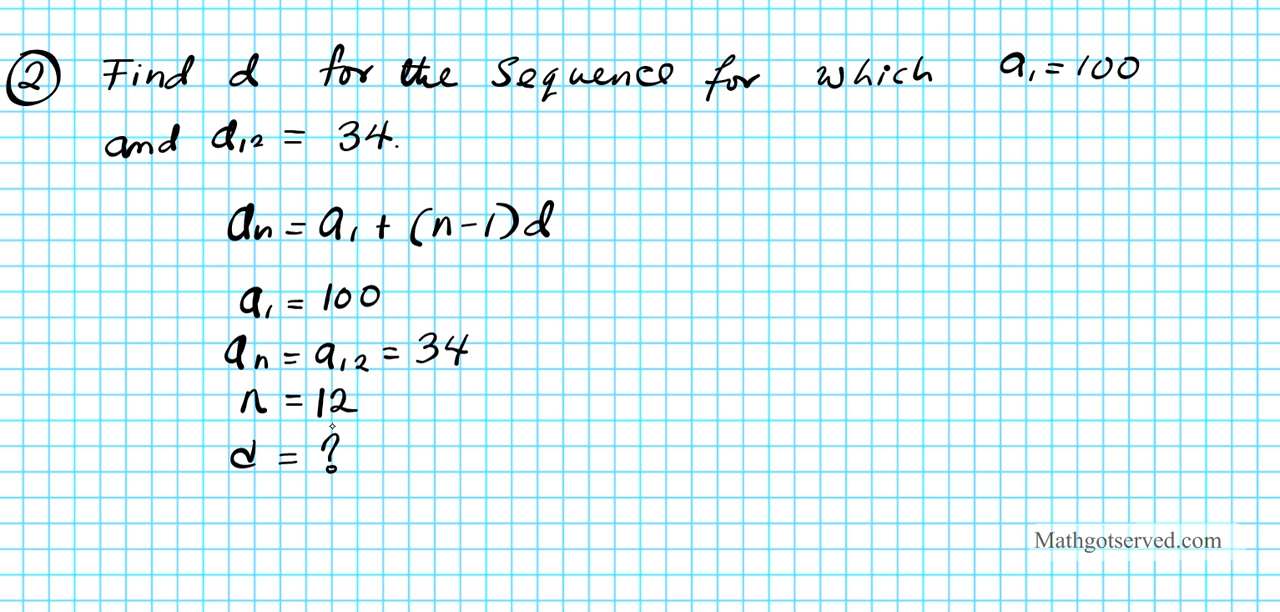 ② Find d for the sequence for which a₁ = 100
and a₁₂ = 34.
aₙ = a₁ + (n-1)d
a₁ = 100
aₙ = a₁₂ = 34
n = 12
d = ?
Mathgotserved.com